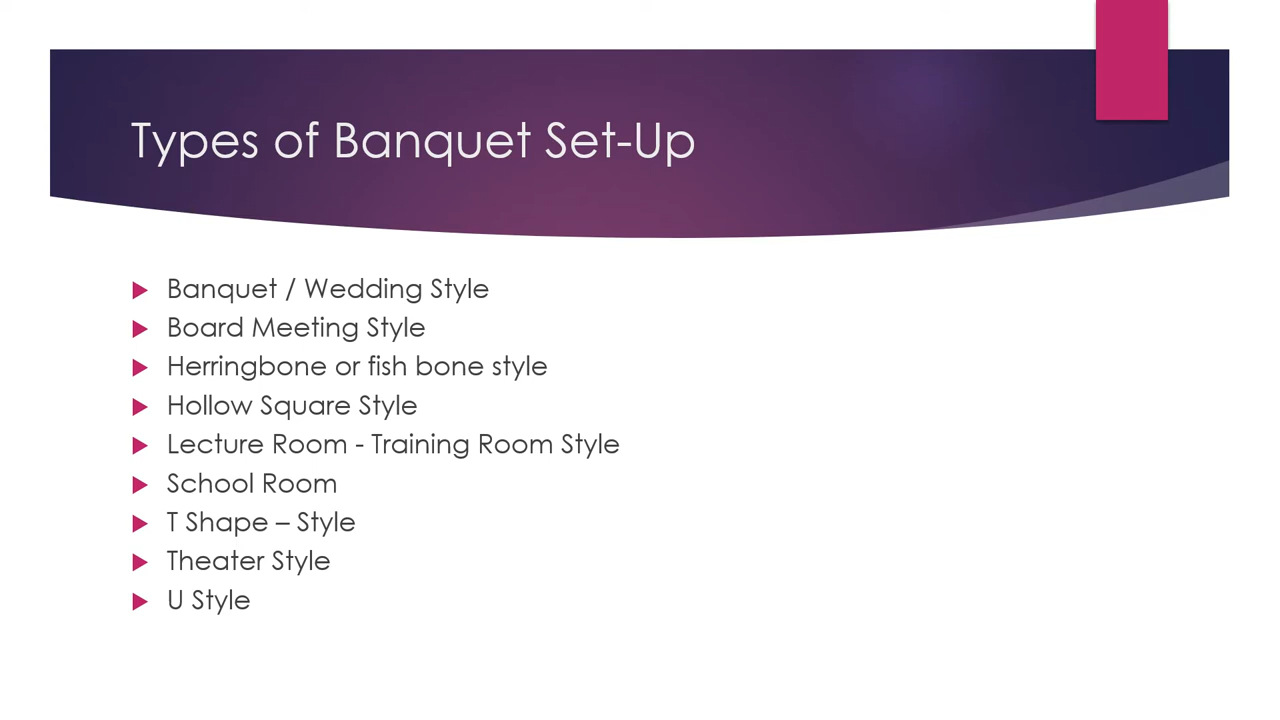 Types of Banquet Set-Up
Banquet / Wedding Style
Board Meeting Style
Herringbone or fish bone style
Hollow Square Style
Lecture Room - Training Room Style
School Room
T Shape – Style
Theater Style
U Style